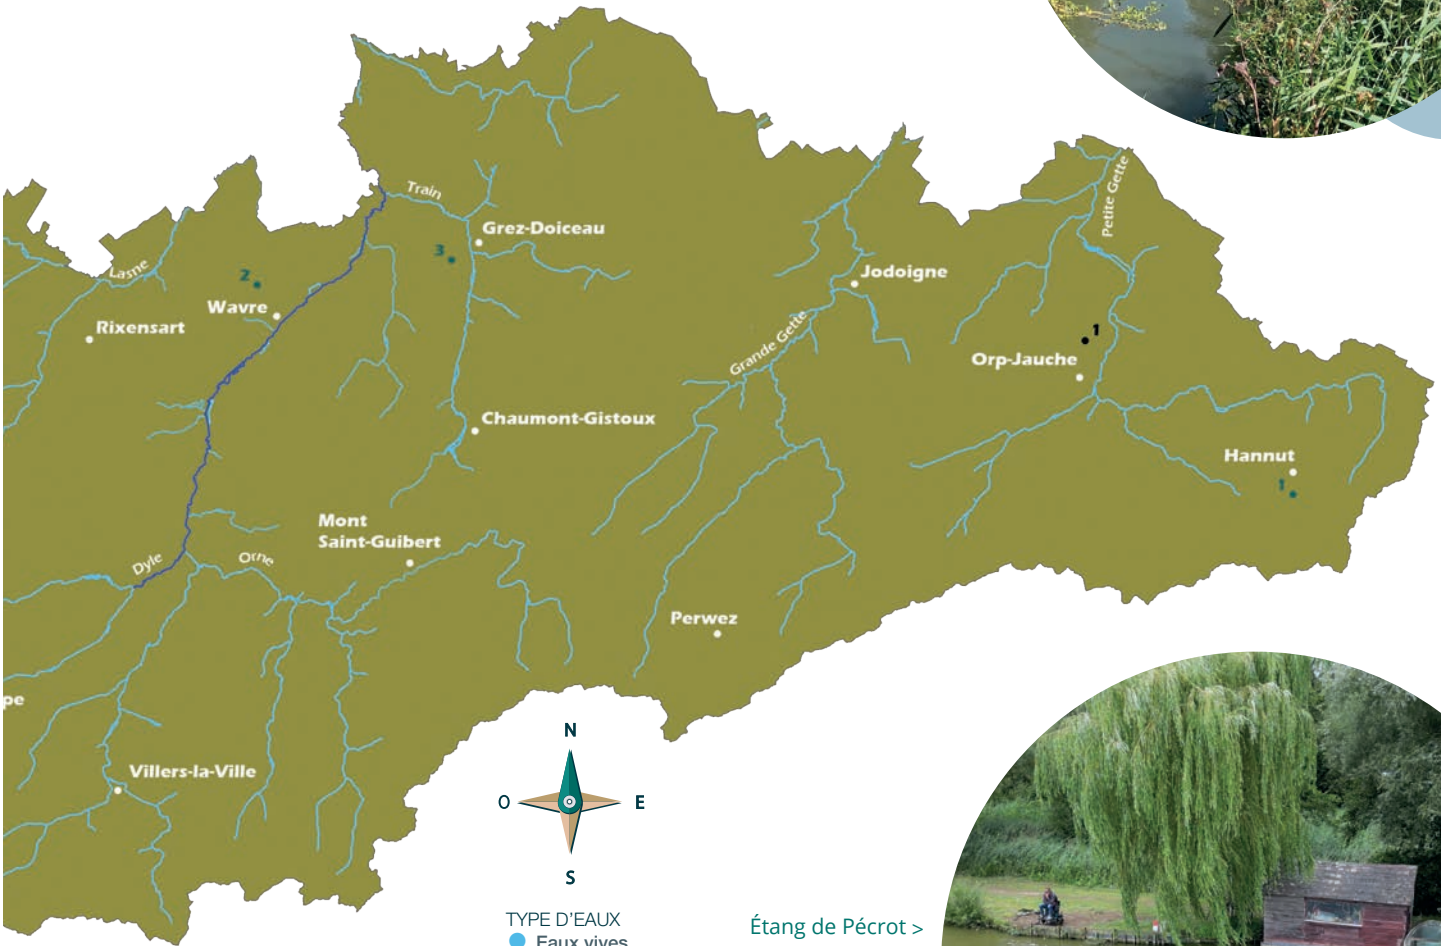 Train
Petite Gette
Grez-Doiceau
3
Lasne
2
Jodoigne
Wavre
Rixensart
1
Grande Gette
Orp-Jauche
Chaumont-Gistoux
Hannut
1
Mont
Saint-Guibert
Dyle
Orne
Perwez
pe
N
Villers-la-Ville
O
E
S
TYPE D'EAUX
Eaux vives
Étang de Pécrot >